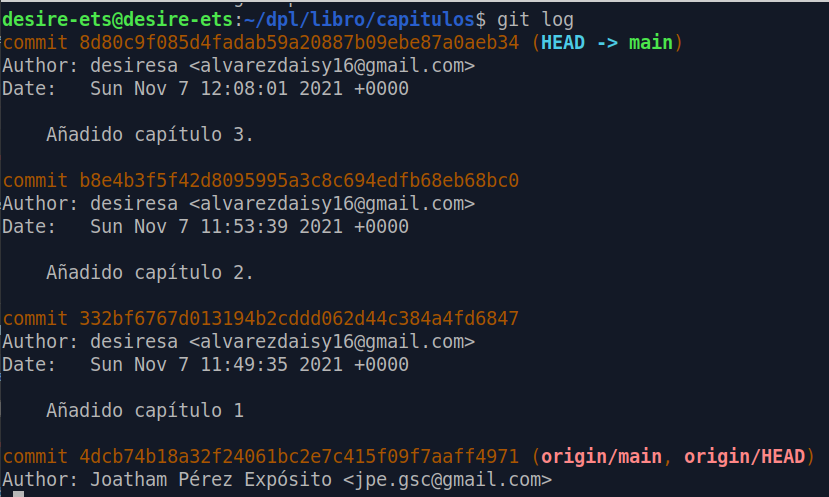 desire-ets@desire-ets:~/dpl/libro/capitulos$ git log
commit 8d80c9f085d4fadab59a20887b09ebe87a0aeb34 (HEAD -> main)
Author: desiresa <alvarezdaisy16@gmail.com>
Date:   Sun Nov 7 12:08:01 2021 +0000
Añadido capítulo 3.
commit b8e4b3f5f42d8095995a3c8c694edfb68eb68bc0
Author: desiresa <alvarezdaisy16@gmail.com>
Date:   Sun Nov 7 11:53:39 2021 +0000
Añadido capítulo 2.
commit 332bf6767d013194b2cddd062d44c384a4fd6847
Author: desiresa <alvarezdaisy16@gmail.com>
Date:   Sun Nov 7 11:49:35 2021 +0000
Añadido capítulo 1
commit 4dcb74b18a32f24061bc2e7c415f09f7aaff4971 (origin/main, origin/HEAD)
Author: Joatham Pérez Expósito <jpe.gsc@gmail.com>